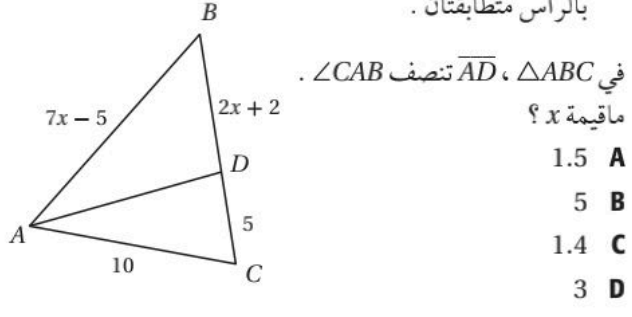 بالرأس متطابقتان .
في △ABC ، AD تنصف ∠CAB .
ماقيمة x ؟
1.5 A
5 B
1.4 C
3 D
B
7x − 5
2x + 2
D
A
5
10
C